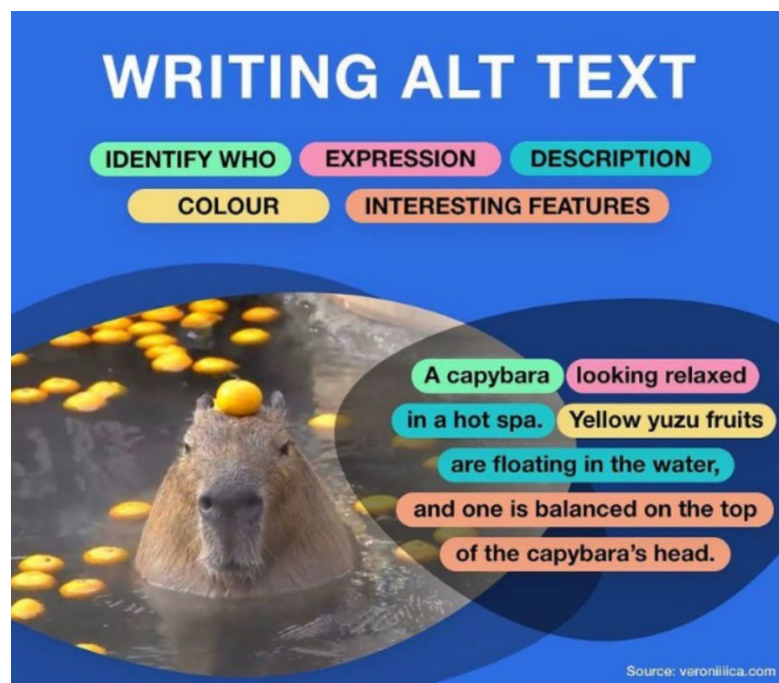 WRITING ALT TEXT
IDENTIFY WHO
EXPRESSION
DESCRIPTION
COLOUR
INTERESTING FEATURES
A capybara looking relaxed
in a hot spa. Yellow yuzu fruits
are floating in the water,
and one is balanced on the top
of the capybara's head.
Source: veroniiiica.com